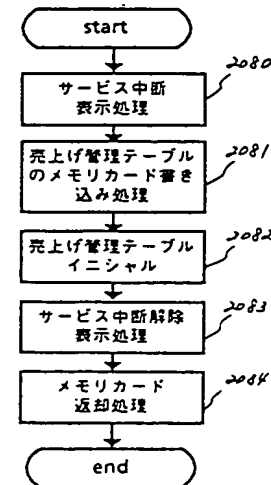 start
2080
サービス中断
表示処理
2081
売上げ管理テーブル
のメモリカード書き
込み処理
2082
売上げ管理テーブル
イニシャル
2083
サービス中断解除
表示処理
2084
メモリカード
返却処理
end